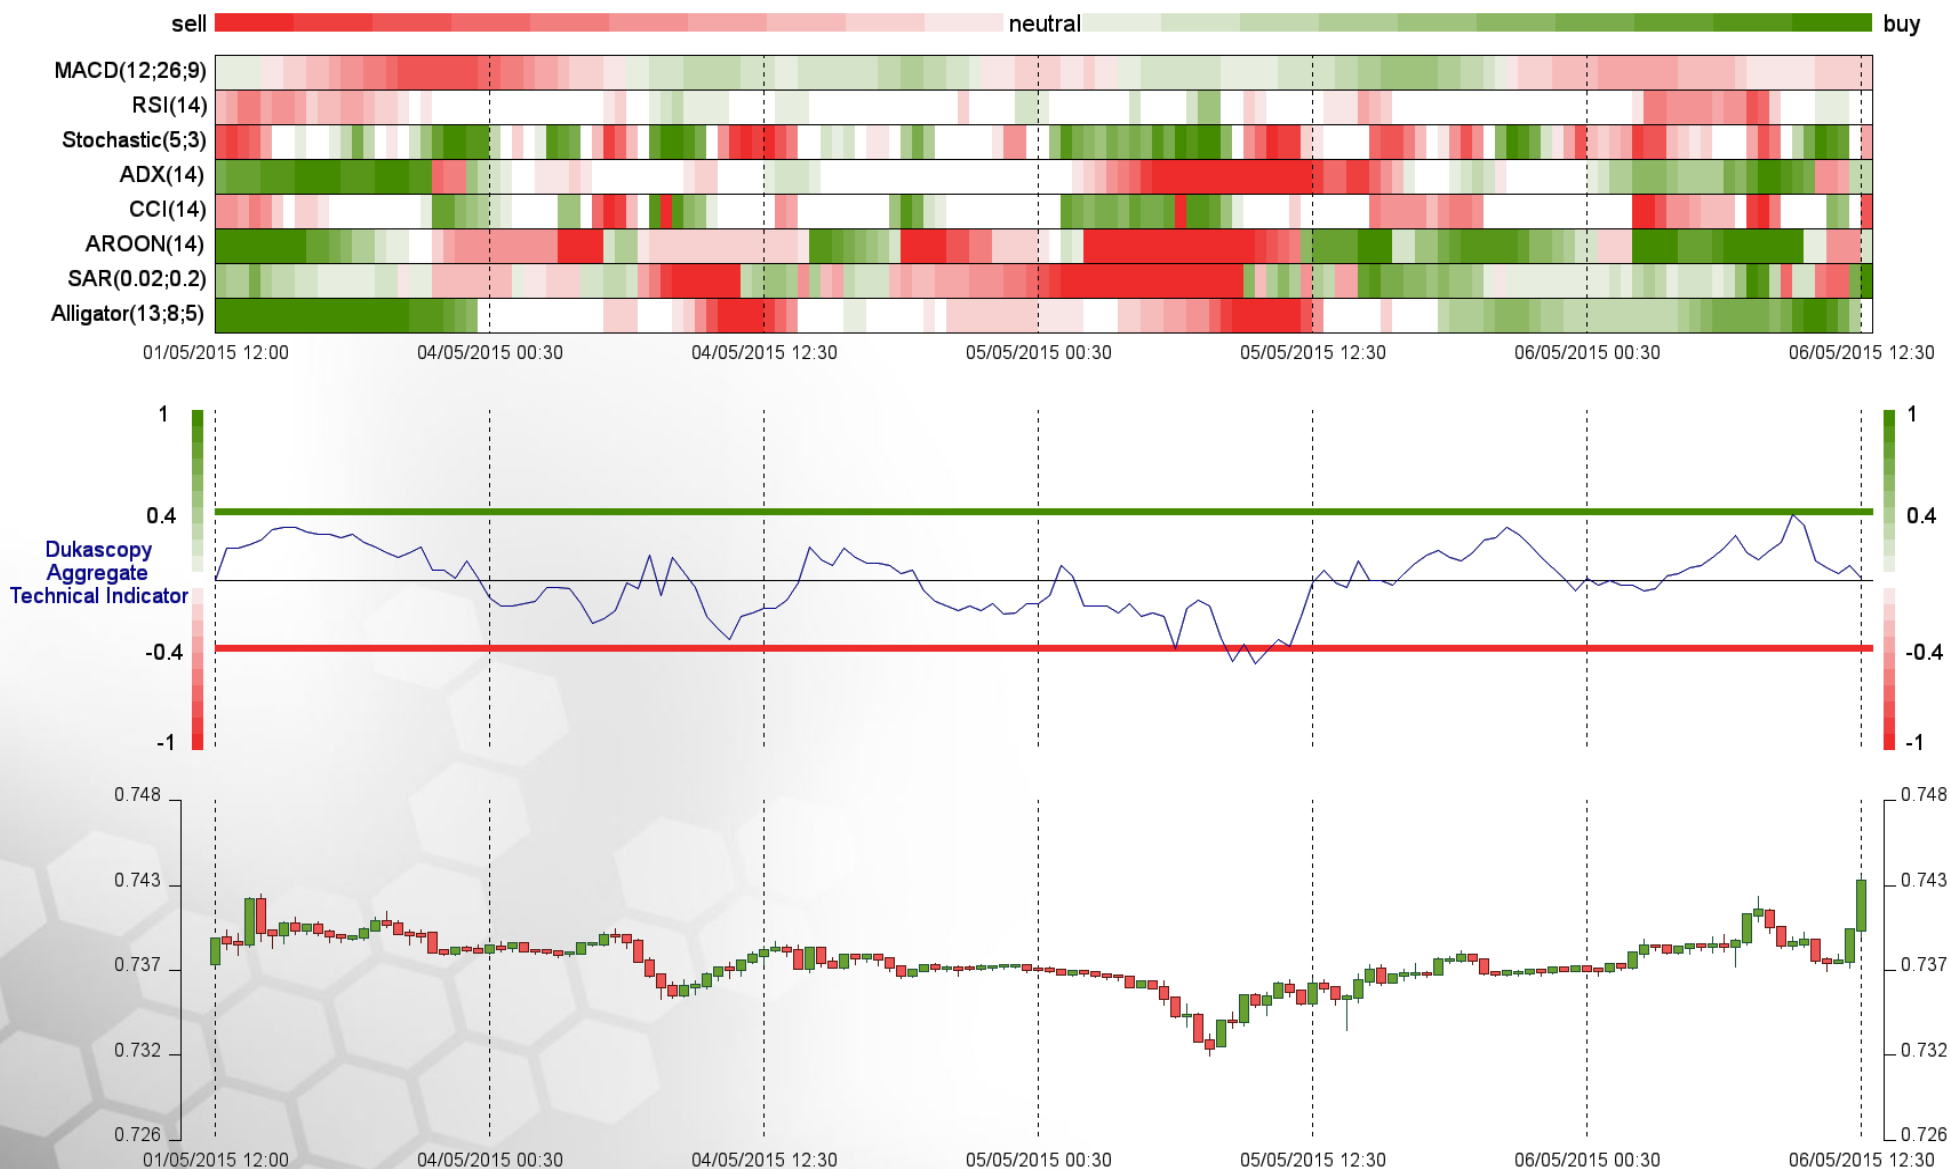 sell neutral buy
MACD(12;26;9)
RSI(14)
Stochastic(5;3)
ADX(14)
CCI(14)
AROON(14)
SAR(0.02;0.2)
Alligator(13;8;5)
01/05/2015 12:00 04/05/2015 00:30 04/05/2015 12:30 05/05/2015 00:30 05/05/2015 12:30 06/05/2015 00:30 06/05/2015 12:30
1 1
0.4 0.4
Dukascopy
Aggregate
Technical Indicator
-0.4 -0.4
-1 -1
0.748 0.748
0.743 0.743
0.737 0.737
0.732 0.732
0.726 0.726
01/05/2015 12:00 04/05/2015 00:30 04/05/2015 12:30 05/05/2015 00:30 05/05/2015 12:30 06/05/2015 00:30 06/05/2015 12:30